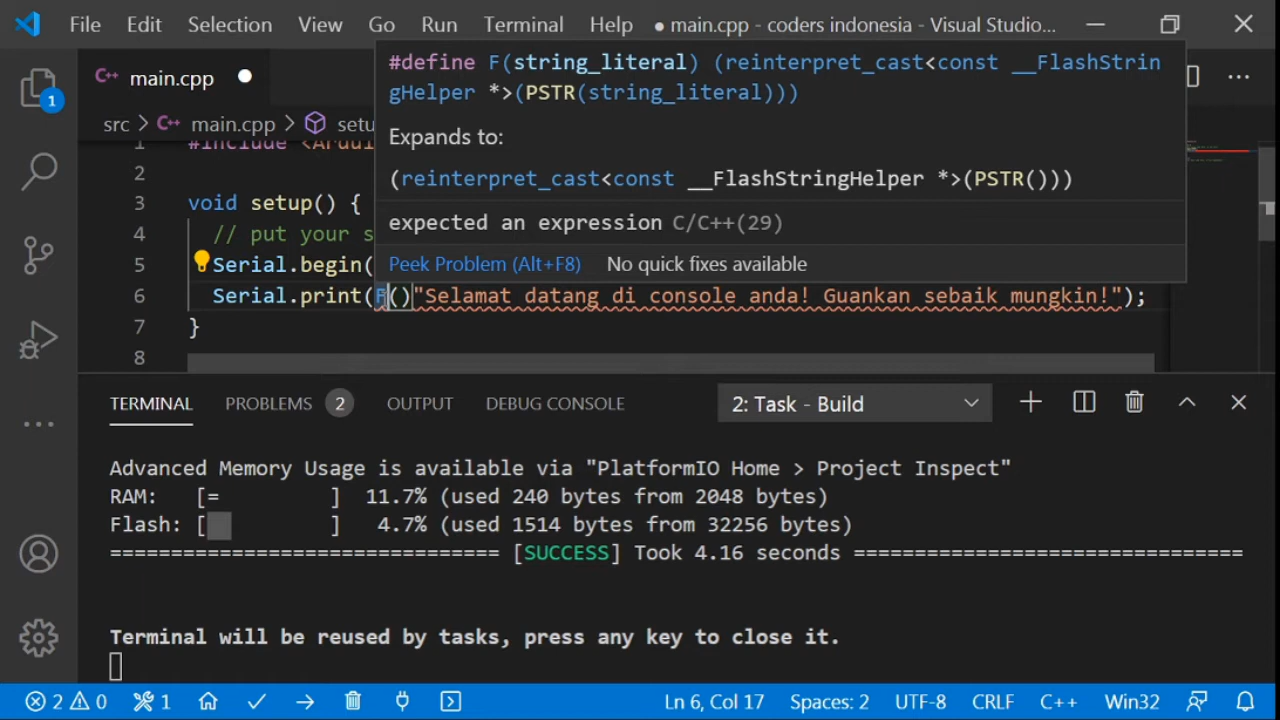 File Edit Selection View Go Run Terminal Help ● main.cpp - coders indonesia - Visual Studio...
1
C++ main.cpp ●
#define F(string_literal) (reinterpret_cast<const __FlashStrin
gHelper *>(PSTR(string_literal)))
Expands to:
(reinterpret_cast<const __FlashStringHelper *>(PSTR()))
expected an expression C/C++(29)
Peek Problem (Alt+F8) No quick fixes available
src > C++ main.cpp > setu
1 #include <Ardui
2
3 void setup() {
4 // put your s
5 Serial.begin(
6 Serial.print(F()"Selamat datang di console anda! Guankan sebaik mungkin!");
7 }
8
TERMINAL PROBLEMS 2 OUTPUT DEBUG CONSOLE 2: Task - Build
Advanced Memory Usage is available via "PlatformIO Home > Project Inspect"
RAM: [= ] 11.7% (used 240 bytes from 2048 bytes)
Flash: [ ] 4.7% (used 1514 bytes from 32256 bytes)
================================ [SUCCESS] Took 4.16 seconds ================================
Terminal will be reused by tasks, press any key to close it.
2 0 1 Ln 6, Col 17 Spaces: 2 UTF-8 CRLF C++ Win32